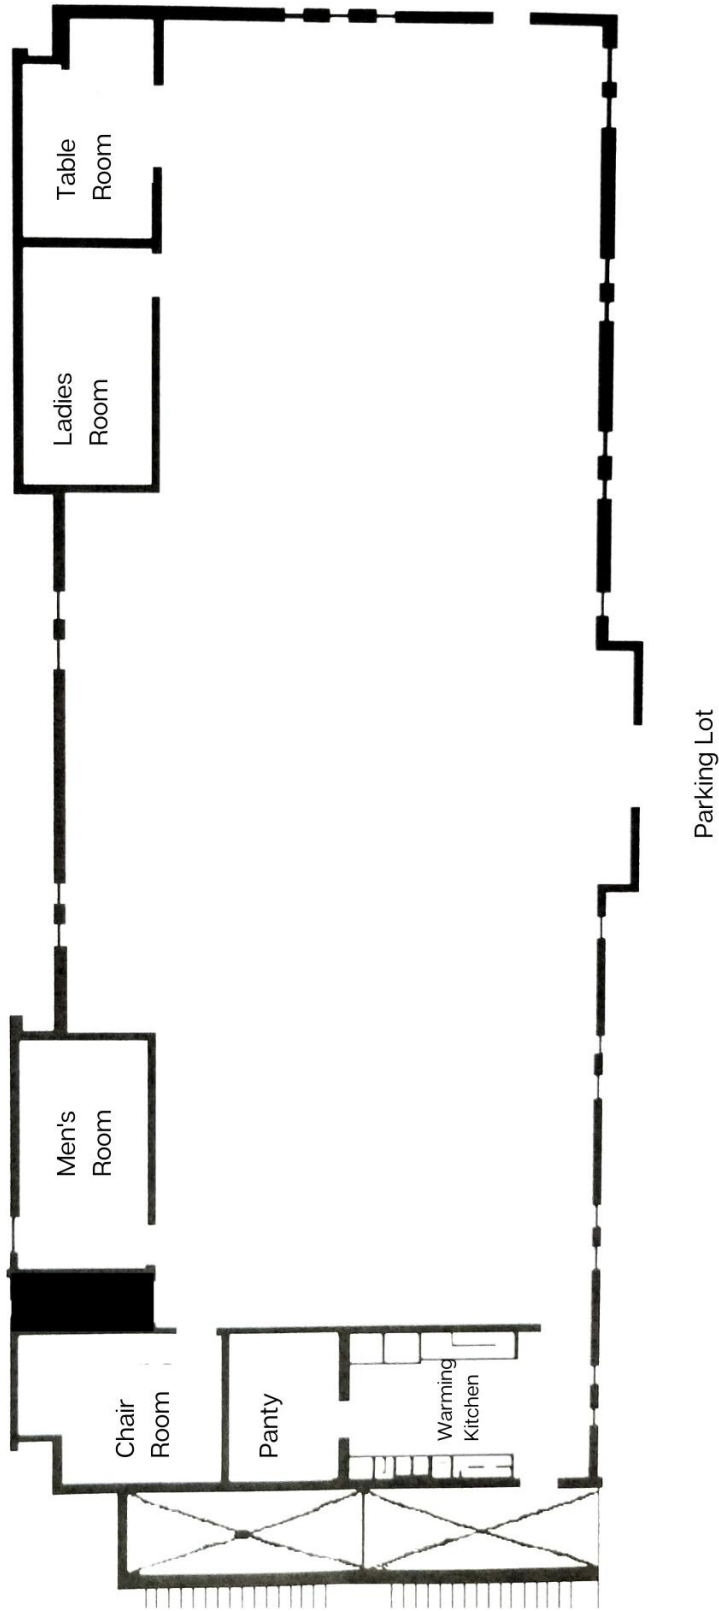 Table
Room
Ladies
Room
Parking Lot
Men's
Room
Chair
Room
Panty
Warming
Kitchen